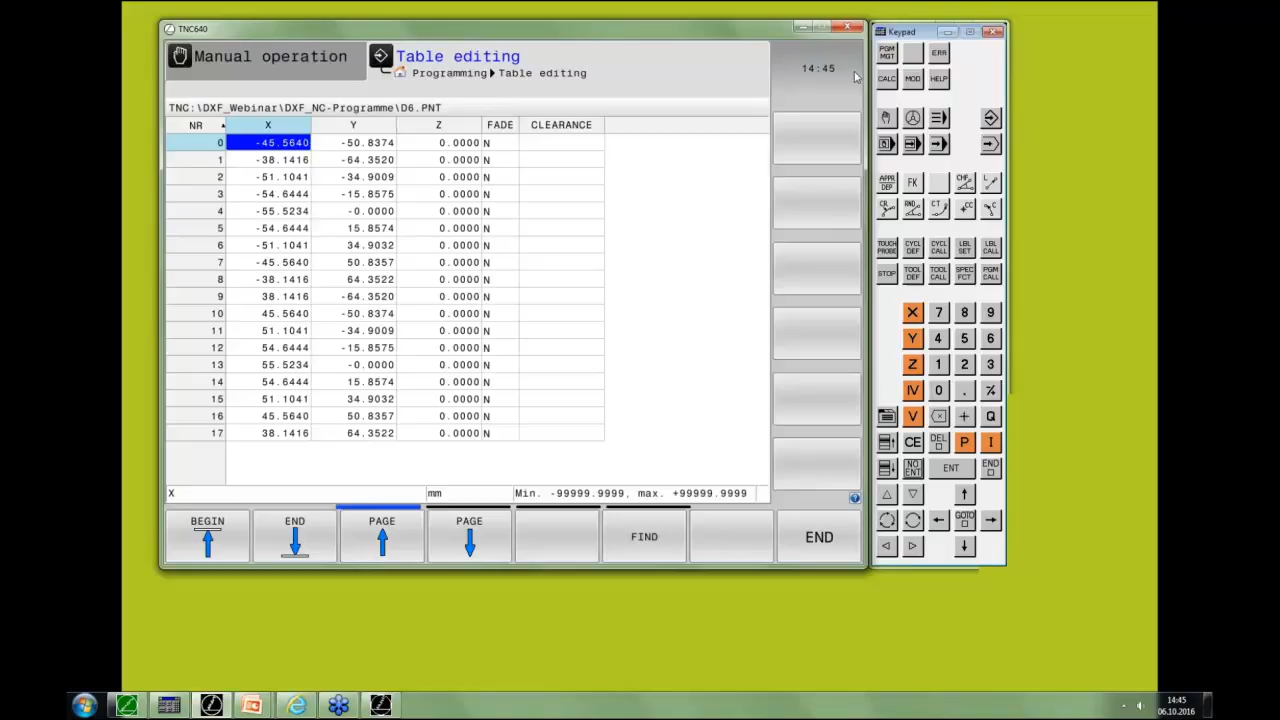 TNC640
Manual operation
Table editing
Programming Table editing
14:45
TNC:\DXF_Webinar\DXF_NC-Programme\D6.PNT
NR X Y Z FADE CLEARANCE
0 -45.5640 -50.8374 0.0000 N
1 -38.1416 -64.3520 0.0000 N
2 -51.1041 -34.9009 0.0000 N
3 -54.6444 -15.8575 0.0000 N
4 -55.5234 -0.0000 0.0000 N
5 -54.6444 15.8574 0.0000 N
6 -51.1041 34.9032 0.0000 N
7 -45.5640 50.8357 0.0000 N
8 -38.1416 64.3522 0.0000 N
9 38.1416 -64.3520 0.0000 N
10 45.5640 -50.8374 0.0000 N
11 51.1041 -34.9009 0.0000 N
12 54.6444 -15.8575 0.0000 N
13 55.5234 -0.0000 0.0000 N
14 54.6444 15.8574 0.0000 N
15 51.1041 34.9032 0.0000 N
16 45.5640 50.8357 0.0000 N
17 38.1416 64.3522 0.0000 N
X mm Min. -99999.9999, max. +99999.9999
BEGIN END PAGE PAGE FIND END
Keypad
PGM MGT ERR
CALC MOD HELP
APPR DEP FK CHF L
CR RND CT CC C
TOUCH PROBE CYCL DEF CYCL CALL LBL SET LBL CALL
STOP TOOL DEF TOOL CALL SPEC FCT PGM CALL
X 7 8 9
Y 4 5 6
Z 1 2 3
IV 0 .
V + Q
CE DEL P I
NO ENT ENT END
GOTO
14:45
06.10.2016